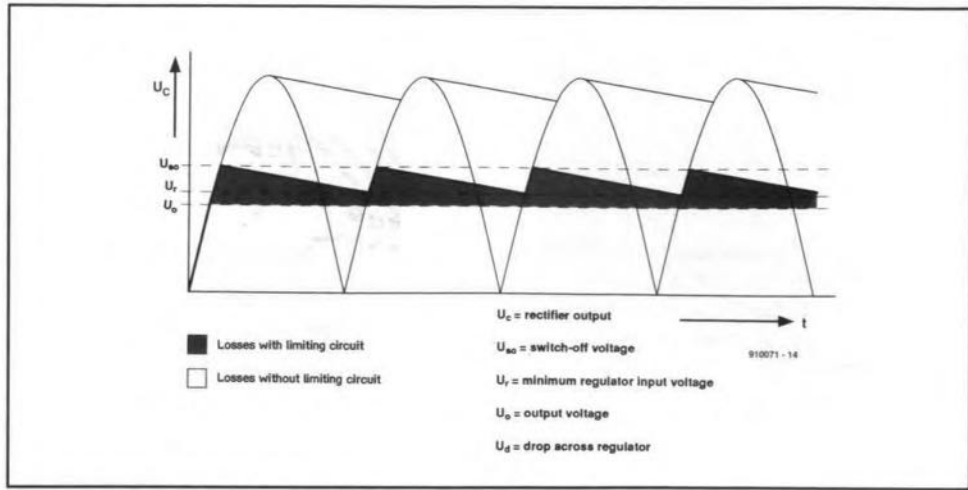 U_C
U_so
U_r
U_o
t
Losses with limiting circuit
Losses without limiting circuit
U_c = rectifier output
U_so = switch-off voltage
U_r = minimum regulator input voltage
U_o = output voltage
U_d = drop across regulator
910071 - 14